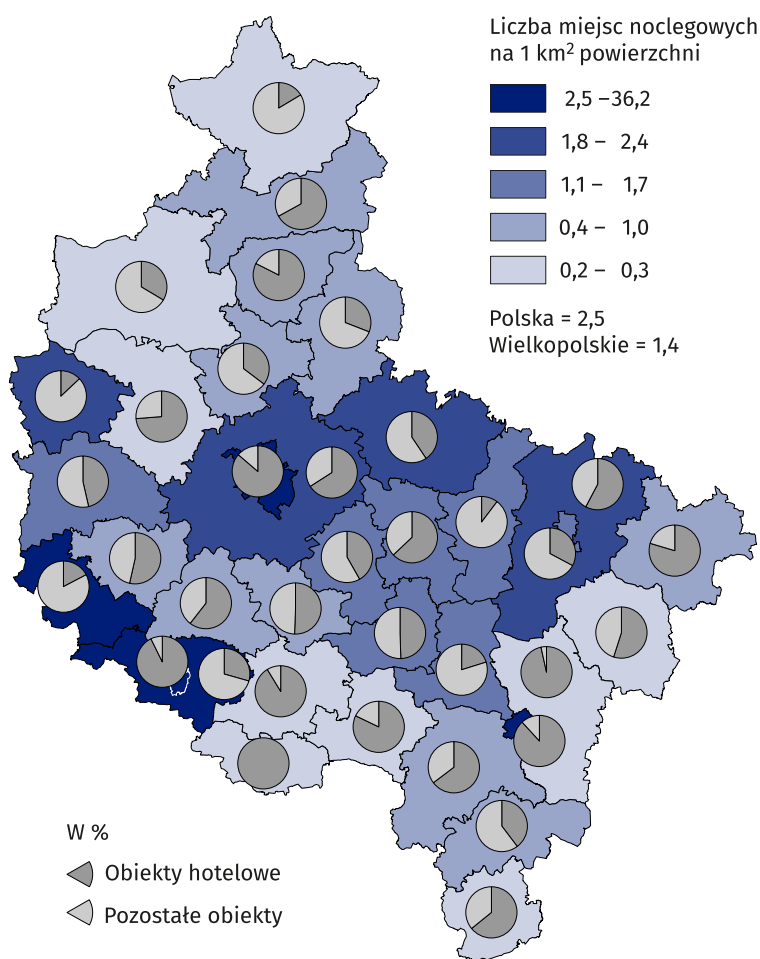 Liczba miejsc noclegowych
na 1 km² powierzchni
2,5 –36,2
1,8 – 2,4
1,1 – 1,7
0,4 – 1,0
0,2 – 0,3
Polska = 2,5
Wielkopolskie = 1,4
W %
Obiekty hotelowe
Pozostałe obiekty